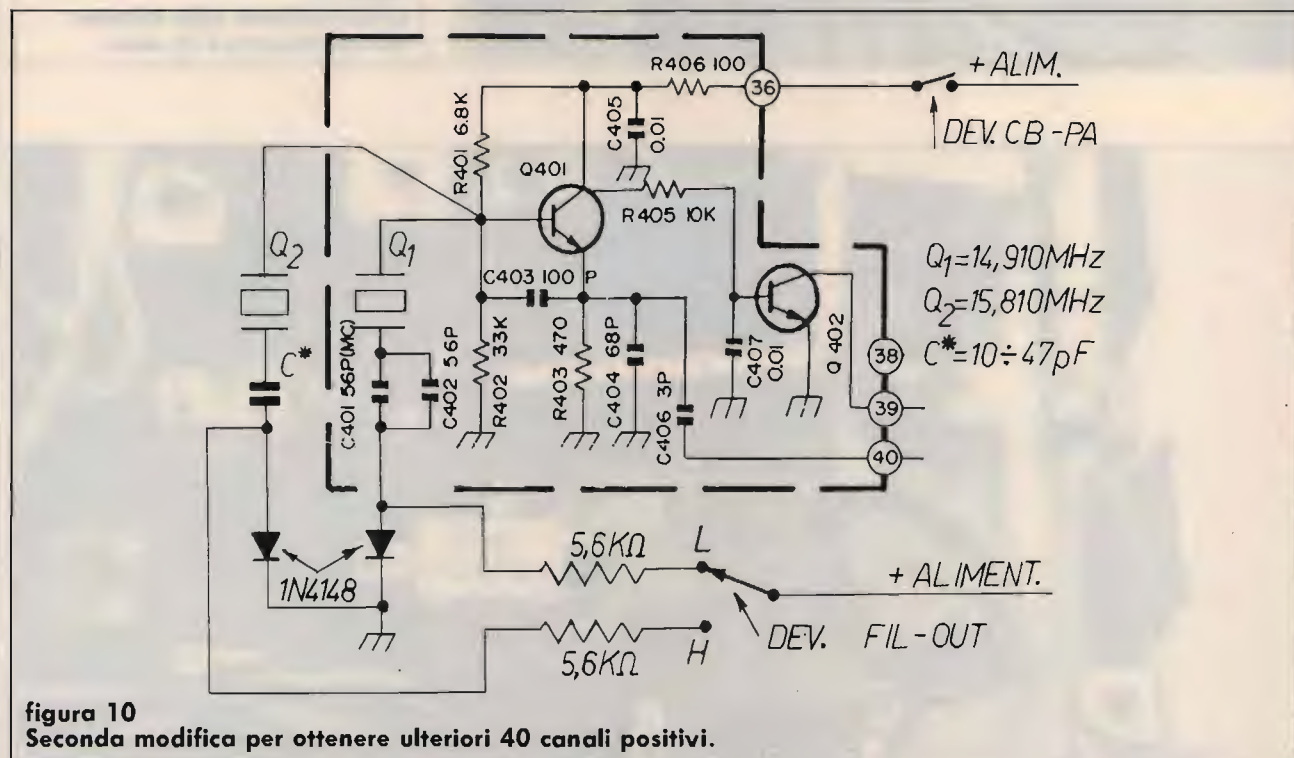 R406 100
36
+ ALIM.
DEV. CB-PA
R401 6.8K
C405
0.01
Q401
R405 10K
Q2
Q1
C403 100 P
Q1=14,910MHz
Q2=15,810MHz
C*=10÷47pF
C*
C401 56P(MC)
C402 56P
R402 33K
R403 470
C404 68P
C406 3P
C407
0.01
Q 402
38
39
40
5,6KΩ
L
+ ALIMENT.
1N4148
5,6KΩ
H
DEV. FIL-OUT
figura 10
Seconda modifica per ottenere ulteriori 40 canali positivi.